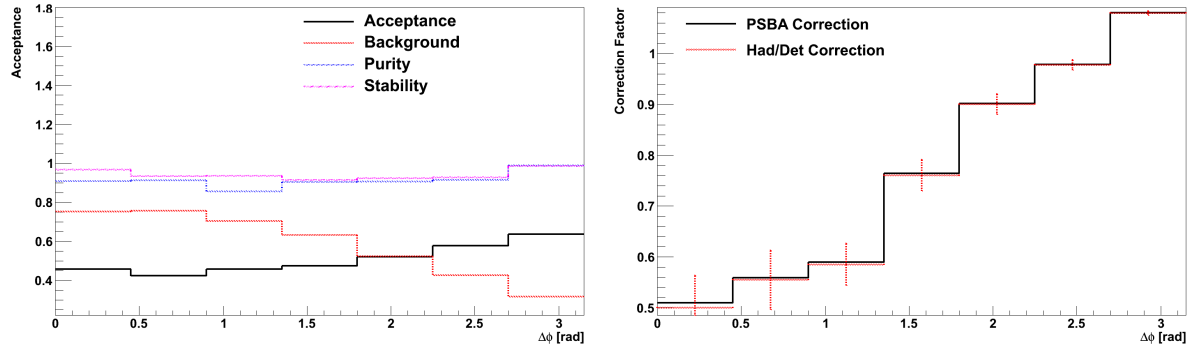 Acceptance
1.8
1.6
1.4
1.2
1
0.8
0.6
0.4
Acceptance
Background
Purity
Stability
0 0.5 1 1.5 2 2.5 3
Δϕ [rad]
Correction Factor
1
0.9
0.8
0.7
0.6
0.5
PSBA Correction
Had/Det Correction
0 0.5 1 1.5 2 2.5 3
Δϕ [rad]